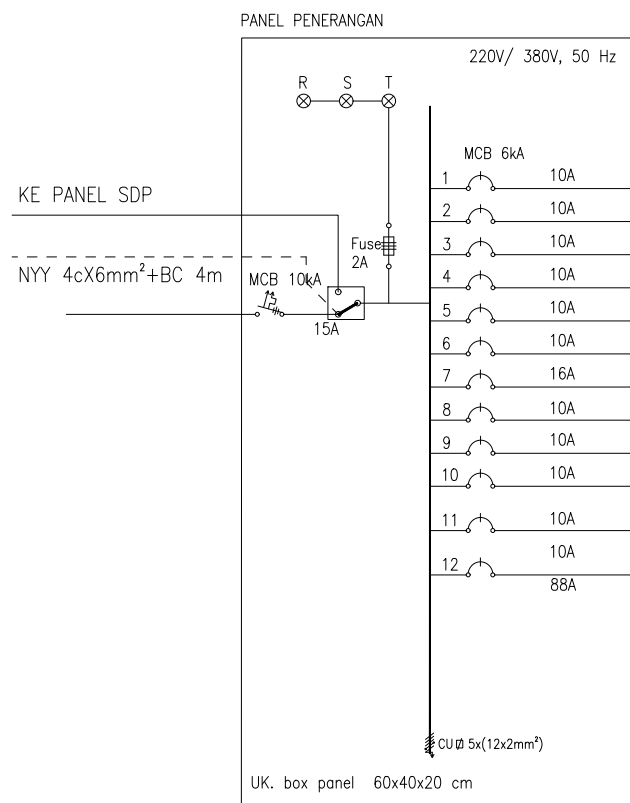 PANEL PENERANGAN
220V/ 380V, 50 Hz
R S T
MCB 6kA
1 10A
2 10A
KE PANEL SDP
3 10A
Fuse
2A
4 10A
NYY 4cX6mm²+BC 4m
MCB 10kA
5 10A
15A
6 10A
7 16A
8 10A
9 10A
10 10A
11 10A
10A
12
88A
CU 5x(12x2mm²)
UK. box panel 60x40x20 cm